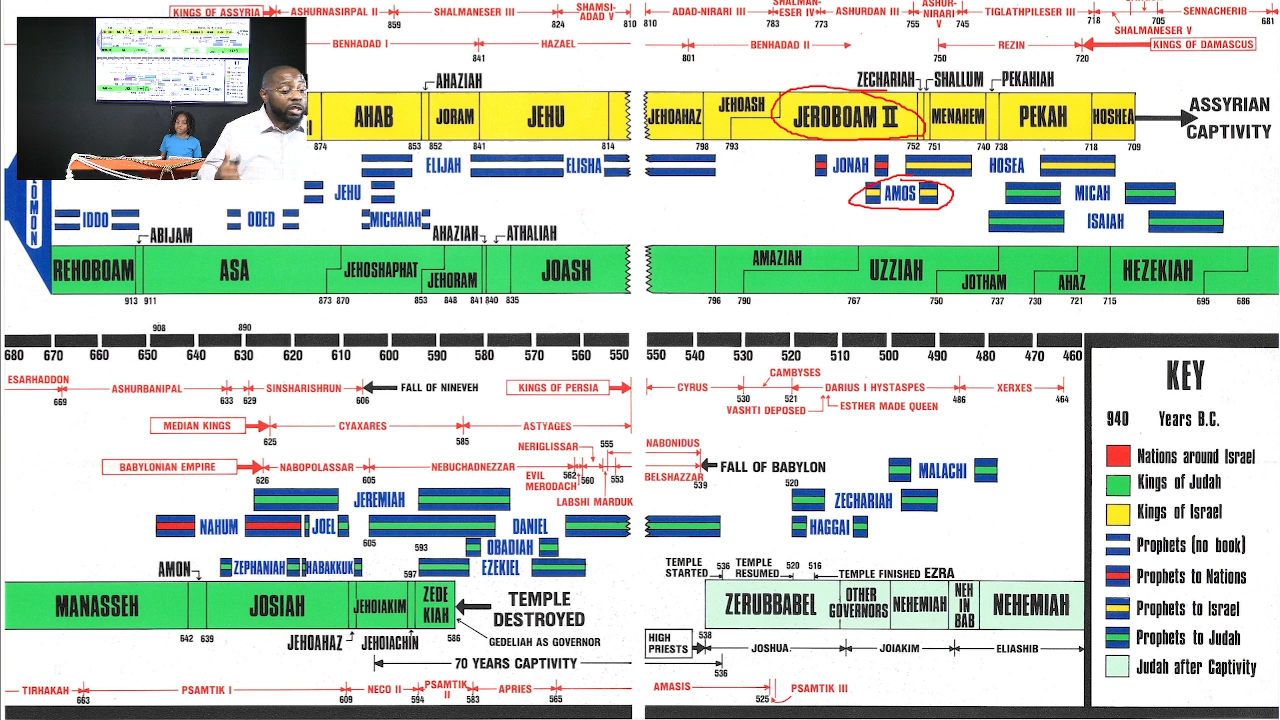 KINGS OF ASSYRIA ASHURNASIRPAL II SHALMANESER III SHAMSI-ADAD V ADAD-NIRARI III SHALMAN-ESER IV ASHURDAN III ASHUR-NIRARI V TIGLATHPILESER III SHALMANESER V SENNACHERIB
859 824 810 810 783 773 755 745 718 705 681
BENHADAD I HAZAEL BENHADAD II REZIN KINGS OF DAMASCUS
841 801 750 720
AHAZIAH ZECHARIAH SHALLUM PEKAHIAH
AHAB JORAM JEHU JEHOAHAZ JEHOASH JEROBOAM II MENAHEM PEKAH HOSEA ASSYRIAN CAPTIVITY
874 853 852 841 814 798 793 752 751 740 738 718 709
ELIJAH ELISHA JONAH HOSEA
JEHU AMOS MICAH
IDDO ODED MICHAIAH ISAIAH
ABIJAM AHAZIAH ATHALIAH
REHOBOAM ASA JEHOSHAPHAT JEHORAM JOASH AMAZIAH UZZIAH JOTHAM AHAZ HEZEKIAH
913 911 873 870 853 848 841 840 835 796 790 767 750 737 730 721 715 695 686
908 890
680 670 660 650 640 630 620 610 600 590 580 570 560 550 550 540 530 520 510 500 490 480 470 460
ESARHADDON ASHURBANIPAL SINSHARISHRUN FALL OF NINEVEH KINGS OF PERSIA CYRUS CAMBYSES DARIUS I HYSTASPES XERXES
669 633 629 606 530 521 486 464
VASHTI DEPOSED ESTHER MADE QUEEN
MEDIAN KINGS CYAXARES ASTYAGES
625 585
BABYLONIAN EMPIRE NABOPOLASSAR NEBUCHADNEZZAR NERIGLISSAR 555 NABONIDUS
626 605 562 560 553 BELSHAZZAR 539 FALL OF BABYLON
EVIL MERODACH LABSHI MARDUK
JEREMIAH 520 MALACHI
ZECHARIAH
NAHUM JOEL DANIEL HAGGAI
605 593 OBADIAH
ZEPHANIAH HABAKKUK EZEKIEL
AMON 597 TEMPLE STARTED 536 TEMPLE RESUMED 520 516 TEMPLE FINISHED EZRA
MANASSEH JOSIAH JEHOIAKIM ZEDEKIAH TEMPLE DESTROYED ZERUBBABEL OTHER GOVERNORS NEHEMIAH NEH IN BAB NEHEMIAH
642 639 JEHOAHAZ JEHOIACHIN 586 GEDELIAH AS GOVERNOR
HIGH PRIESTS 538 JOSHUA JOIAKIM ELIASHIB
70 YEARS CAPTIVITY 536
TIRHAKAH PSAMTIK I NECO II PSAMTIK II APRIES AMASIS PSAMTIK III
663 609 594 583 565 525
KEY
940 Years B.C.
Nations around Israel
Kings of Judah
Kings of Israel
Prophets (no book)
Prophets to Nations
Prophets to Israel
Prophets to Judah
Judah after Captivity